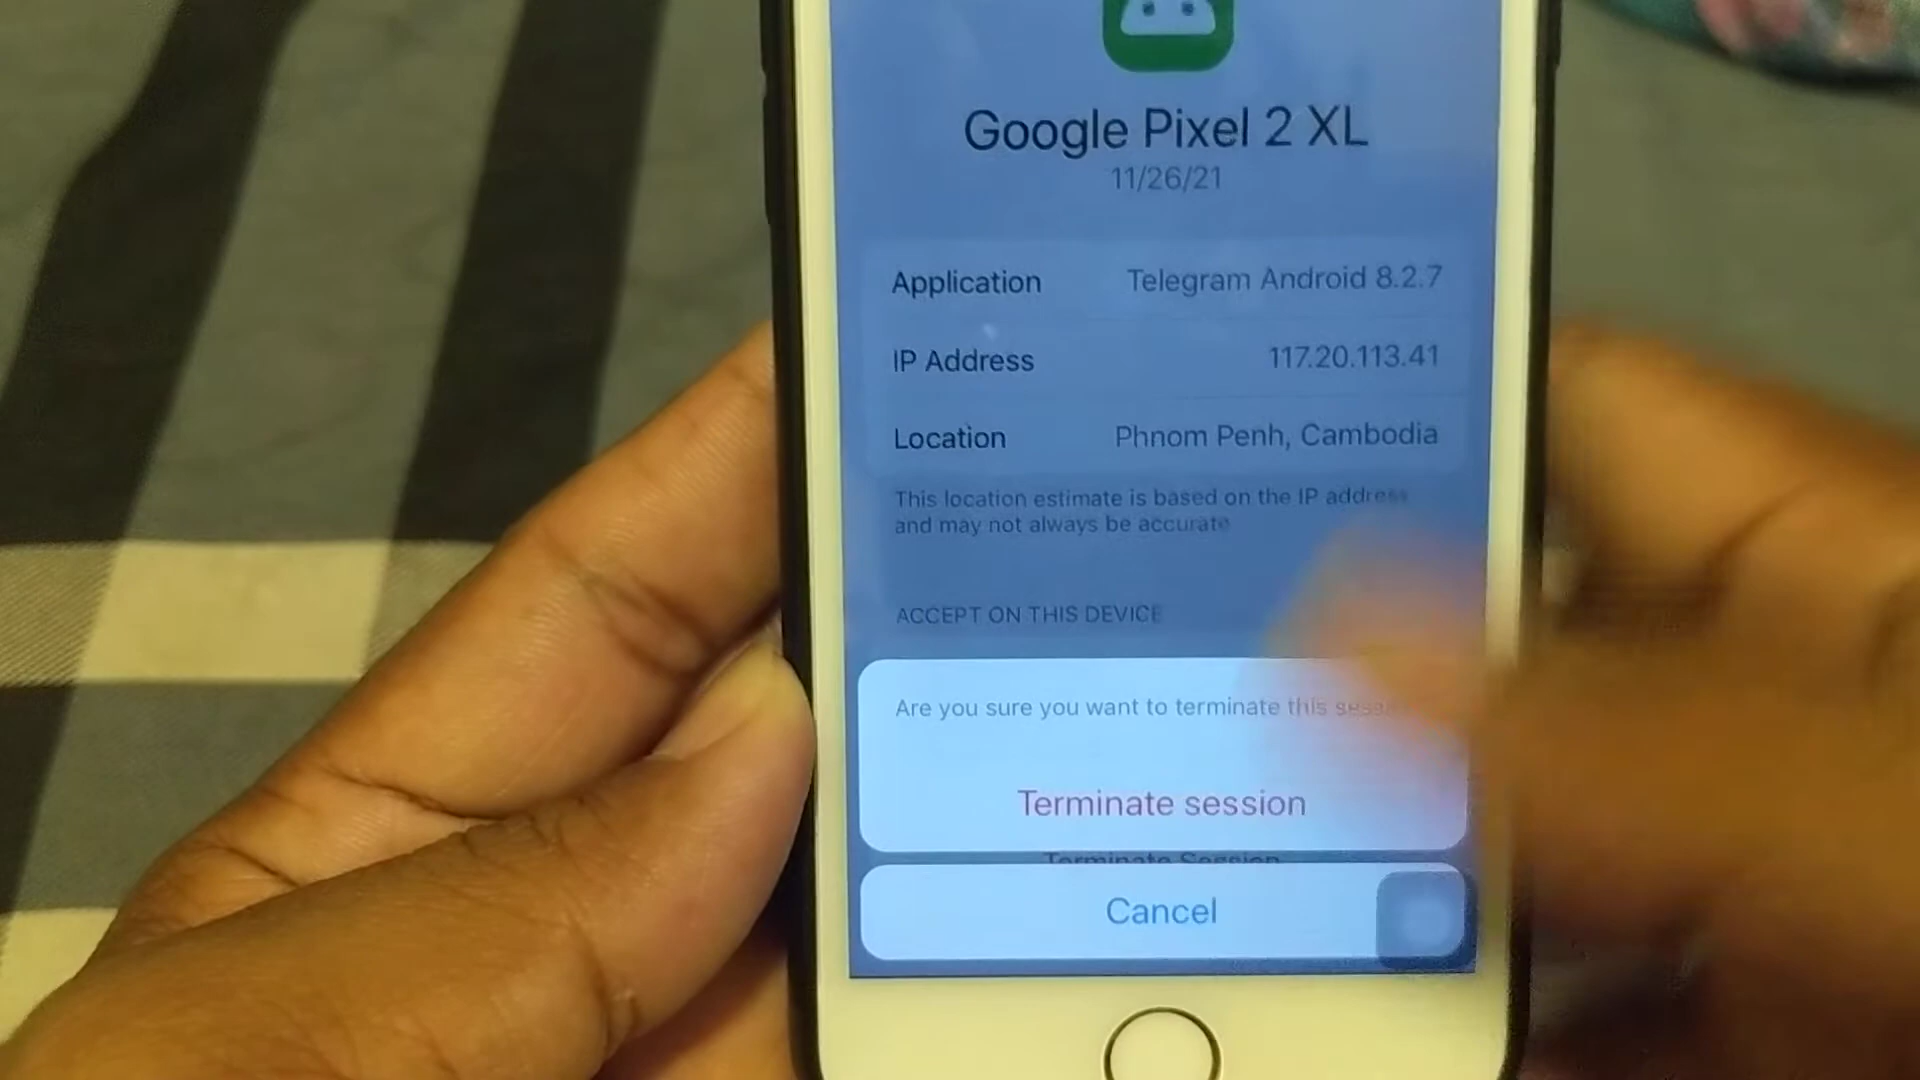 Google Pixel 2 XL
11/26/21
Application Telegram Android 8.2.7
IP Address 117.20.113.41
Location Phnom Penh, Cambodia
This location estimate is based on the IP address
and may not always be accurate
ACCEPT ON THIS DEVICE
Are you sure you want to terminate this
Terminate session
Terminate Session
Cancel